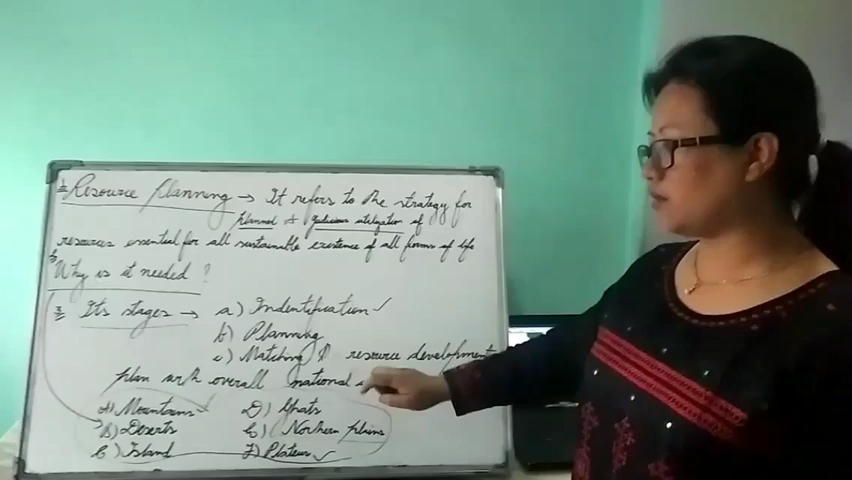 1. Resource Planning → It refers to the strategy for
planned & judicious utilization of
resources essential for all sustainable existence of all forms of life
2. Why is it needed?
3. Its stages → a) Indentification ✓
b) Planning
c) Matching resource development
plan with overall national
A) Mountains D) Ghats
B) Deserts E) Northern plains
C) Island F) Plateau ✓